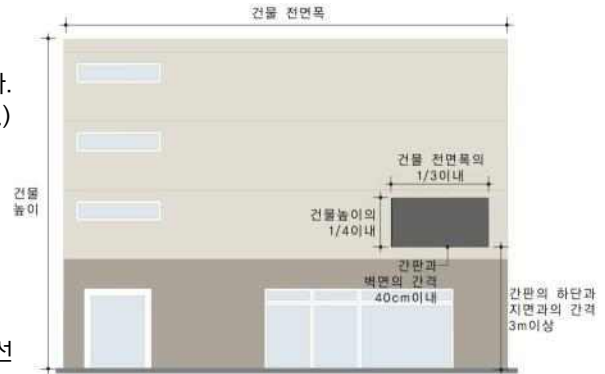 건물 전면폭
가.
)
건물 전면폭의
1/3이내
건물
높이
건물높이의
1/4이내
간판과
벽면의 간격
40cm이내
간판의 하단과
지면과의 간격
3m이상
선